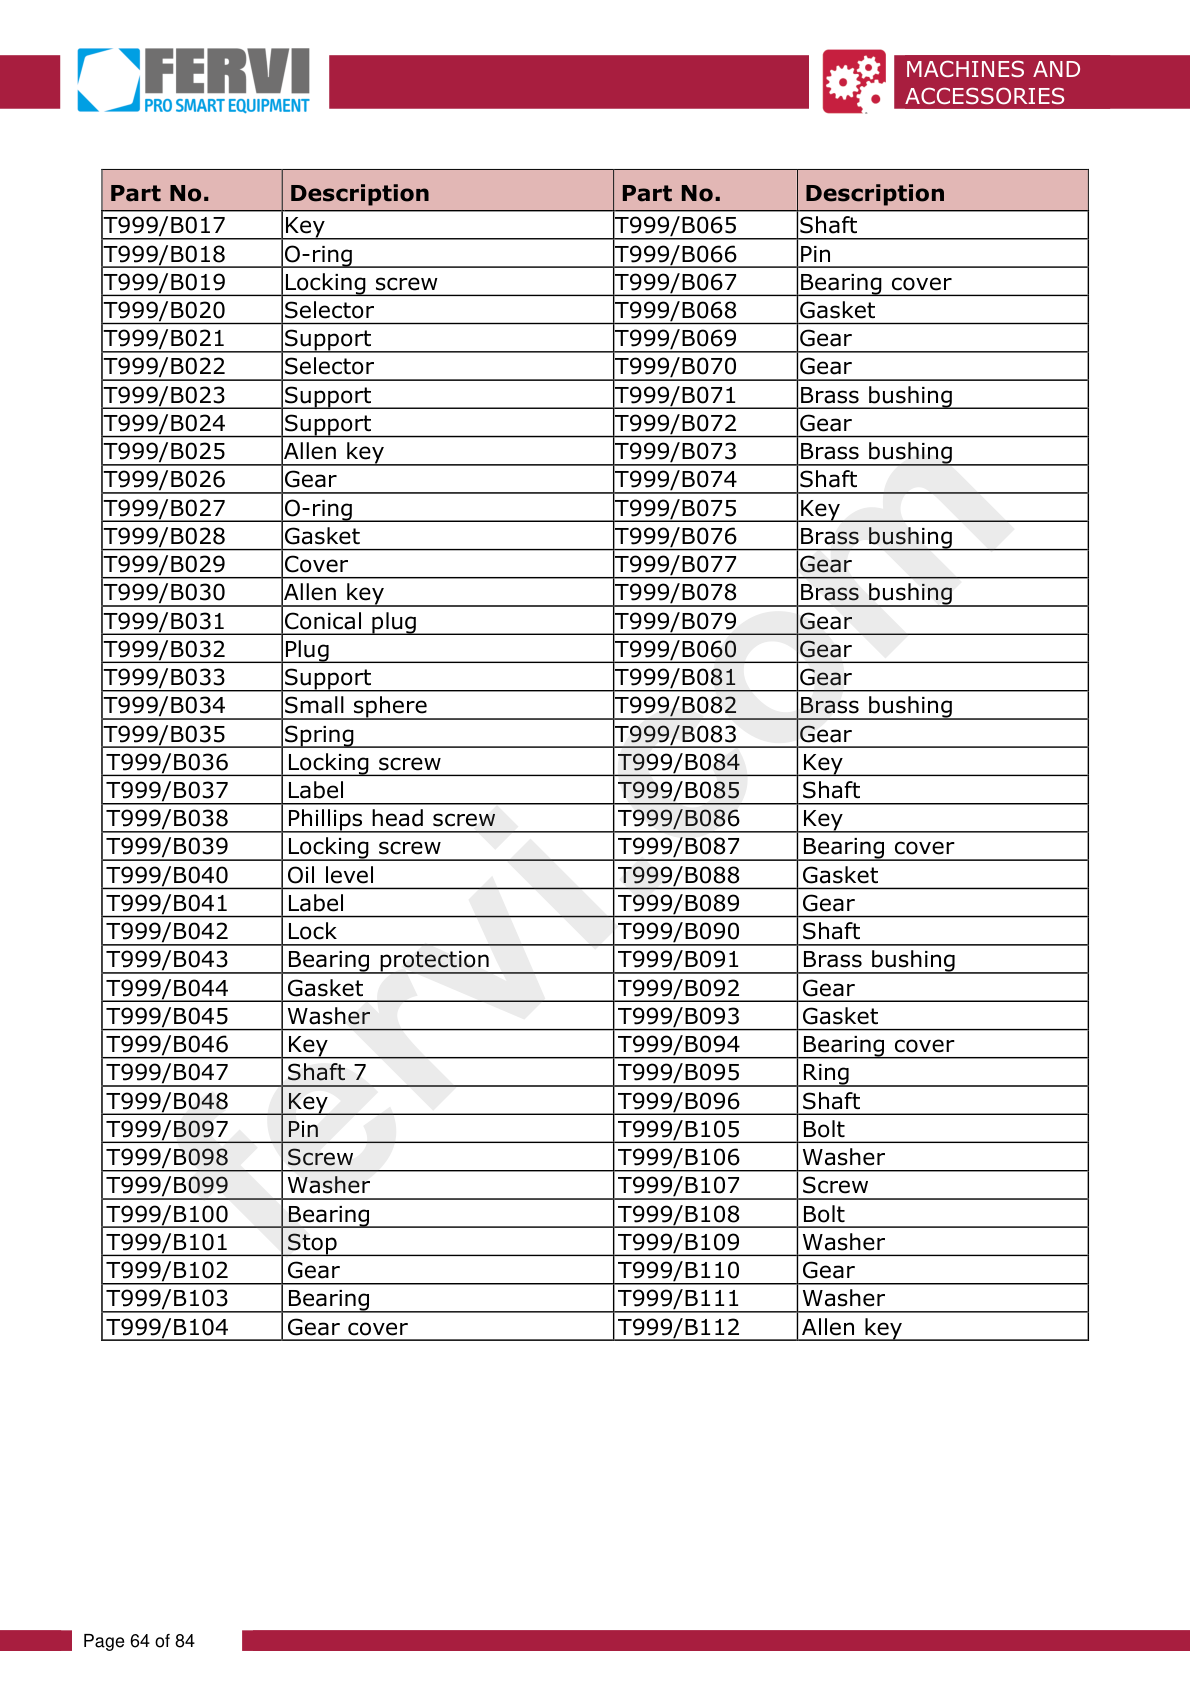 FERVI
PRO SMART EQUIPMENT
MACHINES AND
ACCESSORIES
Part No. Description Part No. Description
T999/B017 Key T999/B065 Shaft
T999/B018 O-ring T999/B066 Pin
T999/B019 Locking screw T999/B067 Bearing cover
T999/B020 Selector T999/B068 Gasket
T999/B021 Support T999/B069 Gear
T999/B022 Selector T999/B070 Gear
T999/B023 Support T999/B071 Brass bushing
T999/B024 Support T999/B072 Gear
T999/B025 Allen key T999/B073 Brass bushing
T999/B026 Gear T999/B074 Shaft
T999/B027 O-ring T999/B075 Key
T999/B028 Gasket T999/B076 Brass bushing
T999/B029 Cover T999/B077 Gear
T999/B030 Allen key T999/B078 Brass bushing
T999/B031 Conical plug T999/B079 Gear
T999/B032 Plug T999/B060 Gear
T999/B033 Support T999/B081 Gear
T999/B034 Small sphere T999/B082 Brass bushing
T999/B035 Spring T999/B083 Gear
T999/B036 Locking screw T999/B084 Key
T999/B037 Label T999/B085 Shaft
T999/B038 Phillips head screw T999/B086 Key
T999/B039 Locking screw T999/B087 Bearing cover
T999/B040 Oil level T999/B088 Gasket
T999/B041 Label T999/B089 Gear
T999/B042 Lock T999/B090 Shaft
T999/B043 Bearing protection T999/B091 Brass bushing
T999/B044 Gasket T999/B092 Gear
T999/B045 Washer T999/B093 Gasket
T999/B046 Key T999/B094 Bearing cover
T999/B047 Shaft 7 T999/B095 Ring
T999/B048 Key T999/B096 Shaft
T999/B097 Pin T999/B105 Bolt
T999/B098 Screw T999/B106 Washer
T999/B099 Washer T999/B107 Screw
T999/B100 Bearing T999/B108 Bolt
T999/B101 Stop T999/B109 Washer
T999/B102 Gear T999/B110 Gear
T999/B103 Bearing T999/B111 Washer
T999/B104 Gear cover T999/B112 Allen key
fervi.com
Page 64 of 84